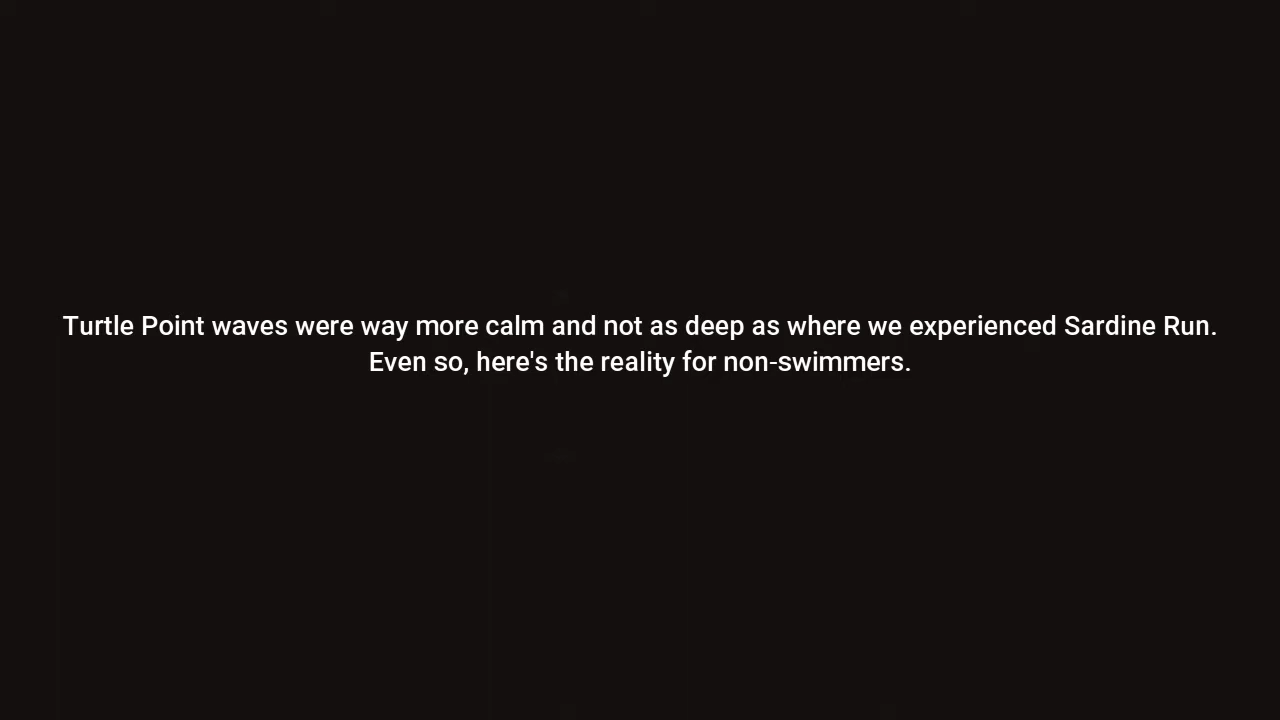 Turtle Point waves were way more calm and not as deep as where we experienced Sardine Run.
Even so, here's the reality for non-swimmers.